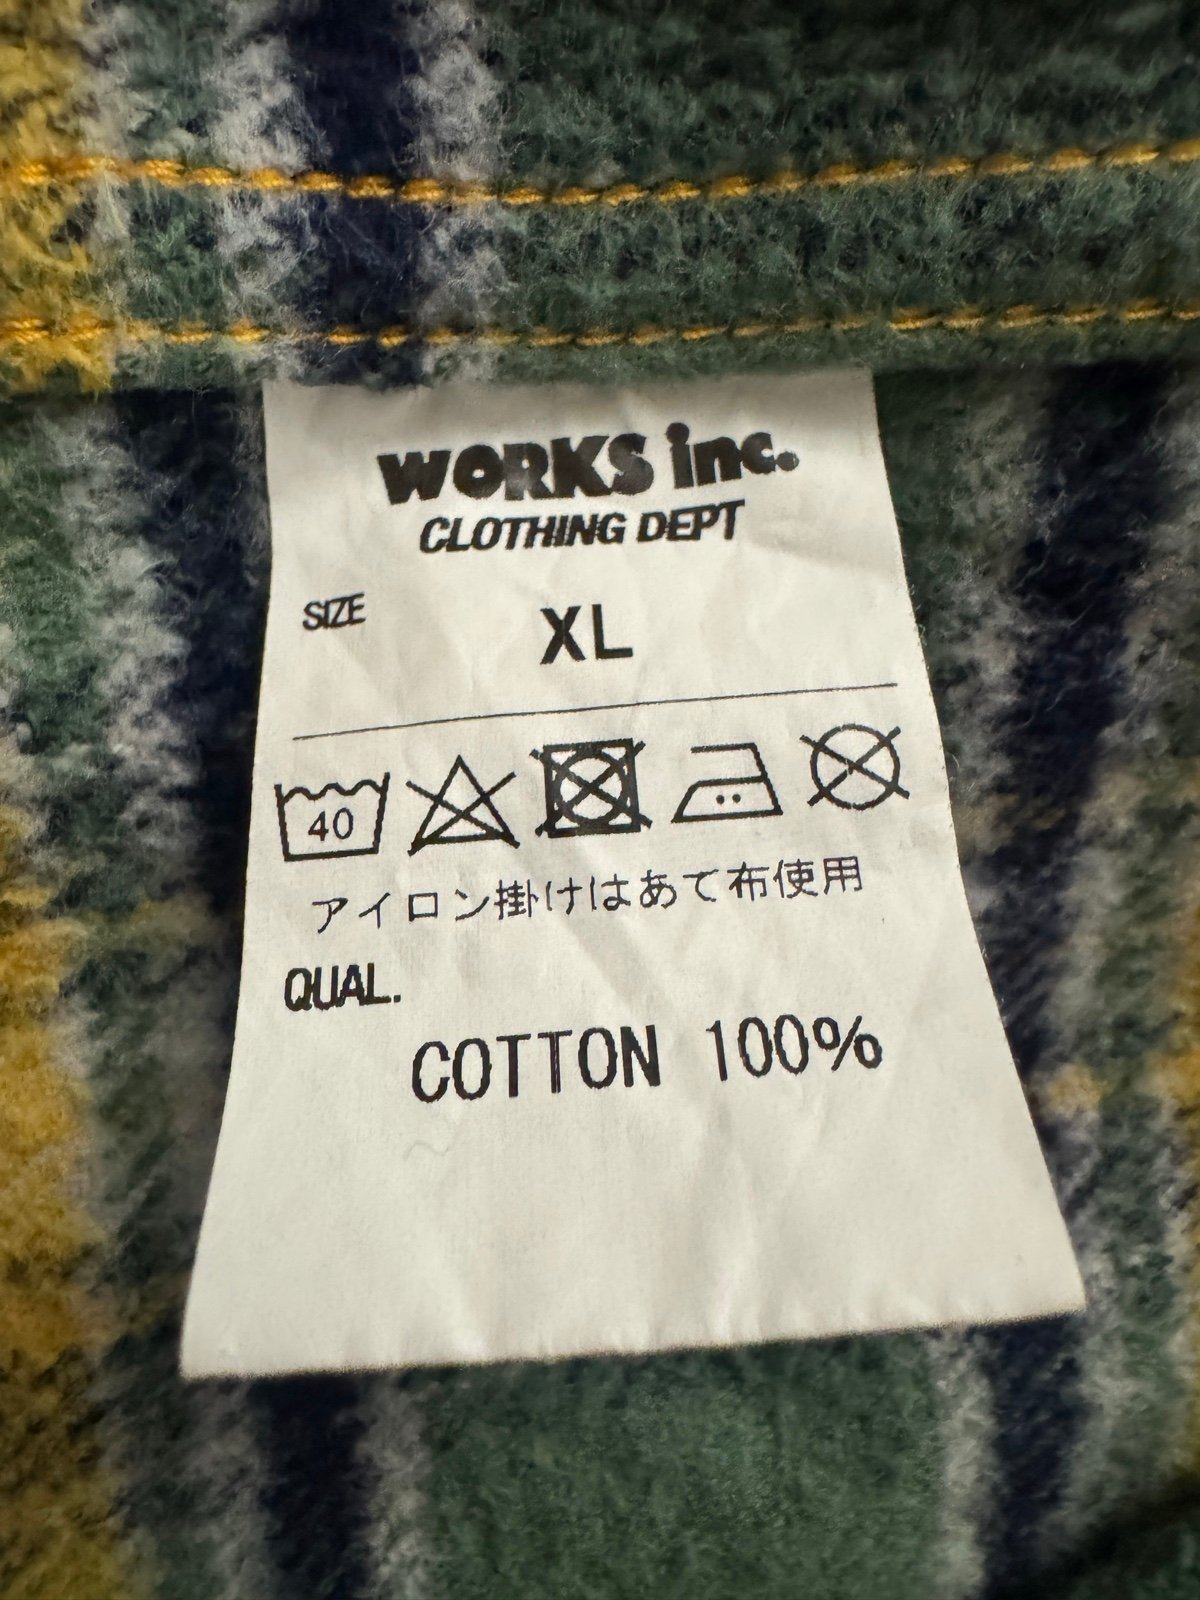 WORKS inc.
CLOTHING DEPT
SIZE XL
40
アイロン掛けはあて布使用
QUAL.
COTTON 100%